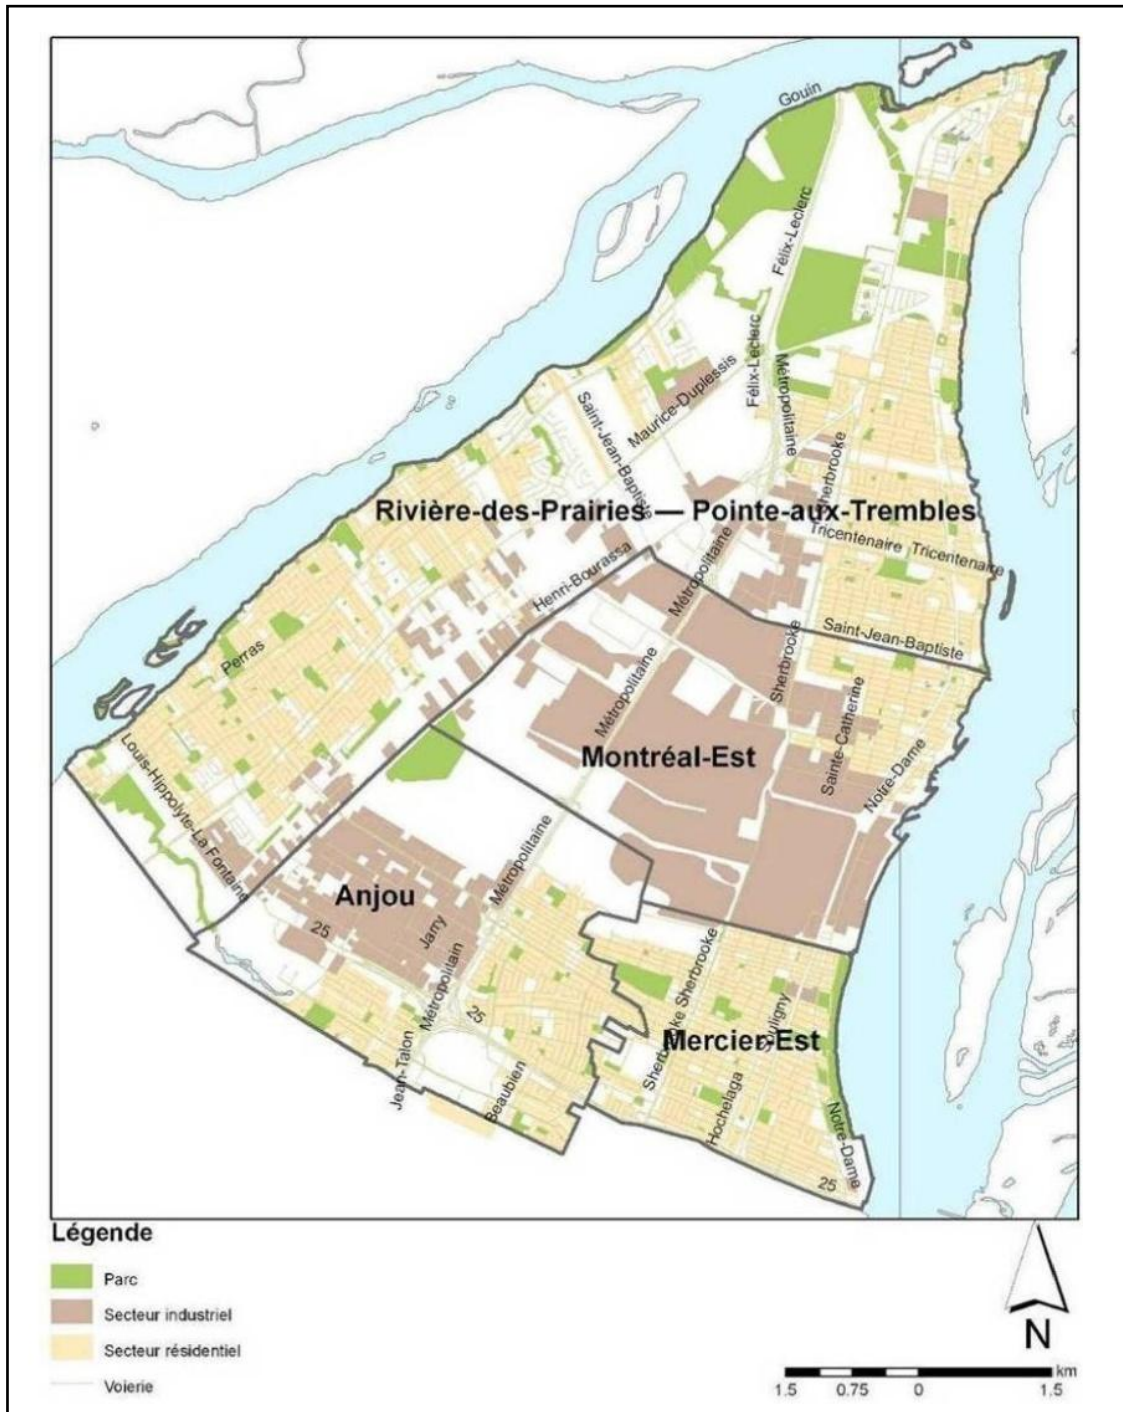 Gouin
Félix-Leclerc
Félix-Leclerc
Métropolitaine
Maurice-Duplessis
Saint-Jean-Baptiste
Sherbrooke
Rivière-des-Prairies — Pointe-aux-Trembles
Tricentenaire Tricentenaire
Métropolitaine
Henri-Bourassa
Saint-Jean-Baptiste
Perras
Sherbrooke
Métropolitaine
Sainte-Catherine
Montréal-Est
Notre-Dame
Louis-Hippolyte-La Fontaine
Métropolitaine
Anjou
25
Jarry
Métropolitain
25
Sherbrooke Sherbrooke
Souligny
Mercier-Est
Jean-Talon
Beaubien
Hochelaga
Notre-Dame
25
Légende
Parc
Secteur industriel
Secteur résidentiel
Voierie
N
km
1.5 0.75 0 1.5